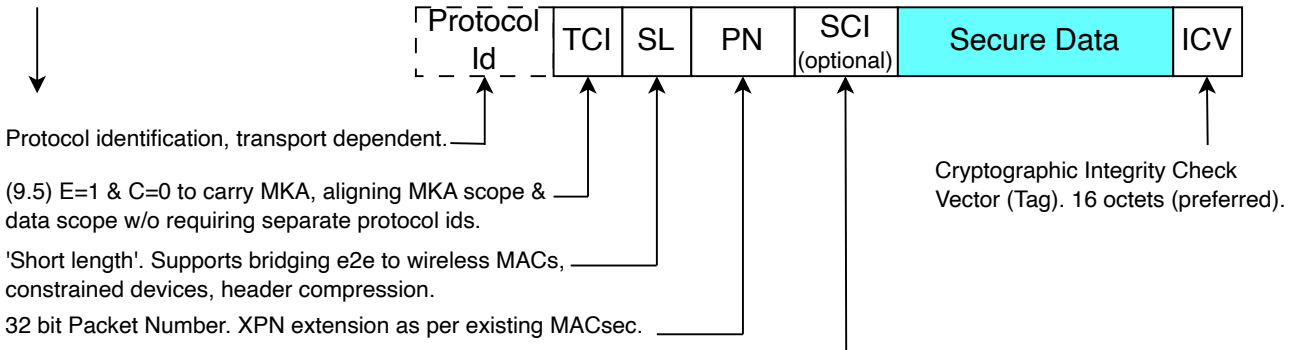 Protocol
Id
TCI
SL
PN
SCI
(optional)
Secure Data
ICV
Protocol identification, transport dependent.
(9.5) E=1 & C=0 to carry MKA, aligning MKA scope &
data scope w/o requiring separate protocol ids.
'Short length'. Supports bridging e2e to wireless MACs,
constrained devices, header compression.
32 bit Packet Number. XPN extension as per existing MACsec.
Cryptographic Integrity Check
Vector (Tag). 16 octets (preferred).